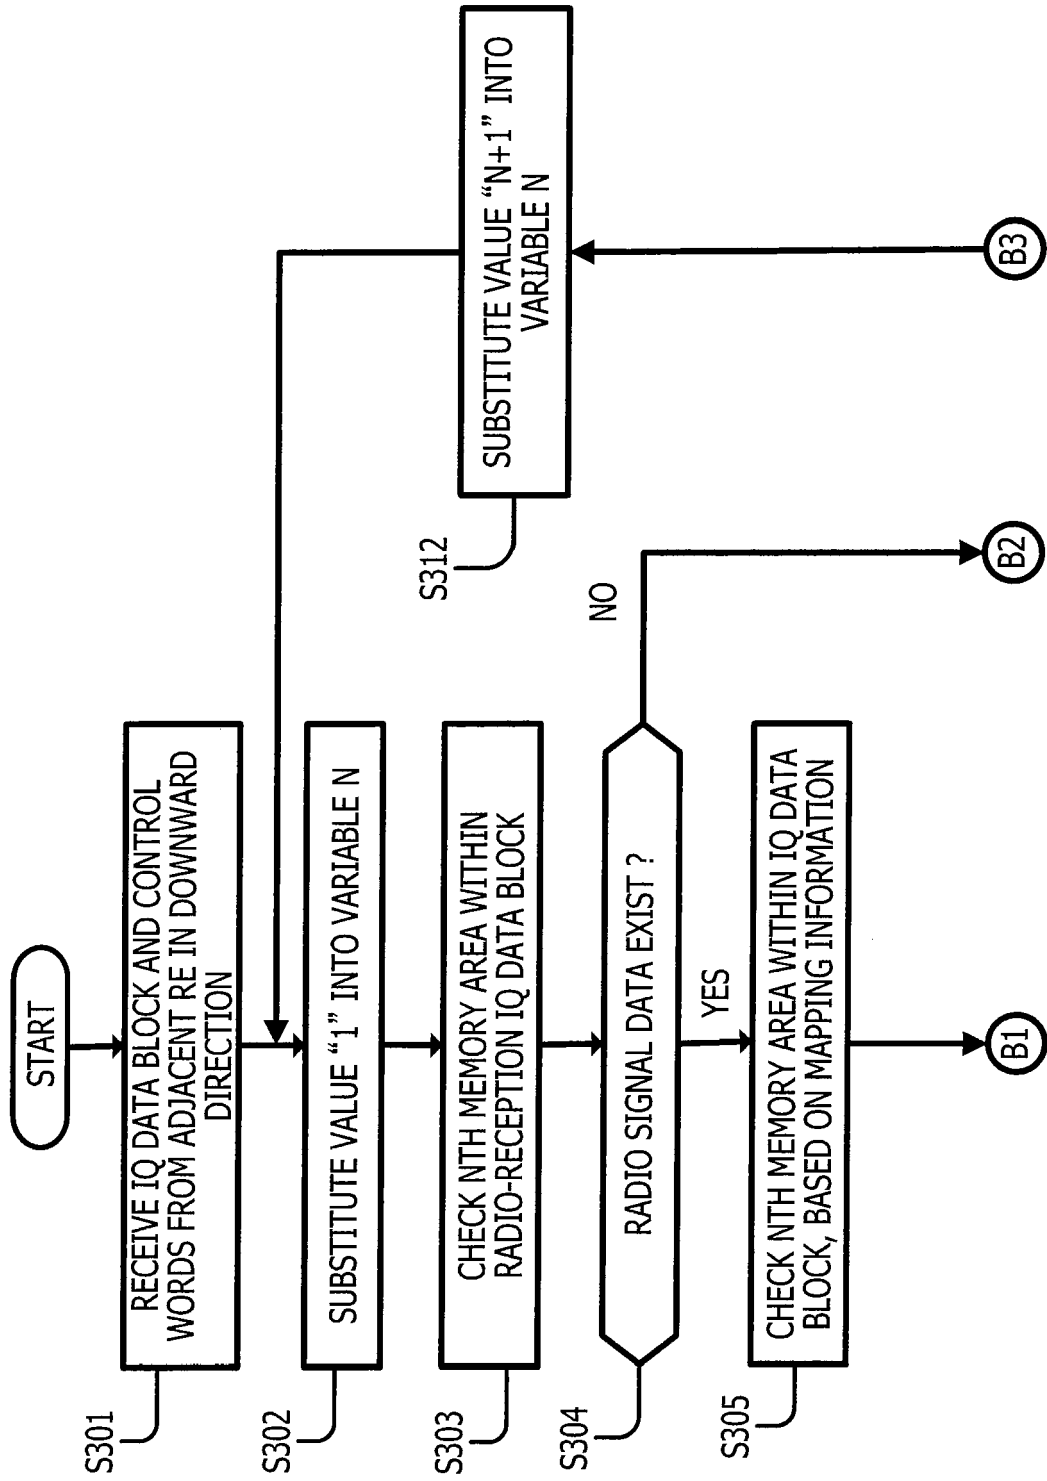 START
S301
RECEIVE IQ DATA BLOCK AND CONTROL
WORDS FROM ADJACENT RE IN DOWNWARD
DIRECTION
S302
SUBSTITUTE VALUE “1” INTO VARIABLE N
S303
CHECK NTH MEMORY AREA WITHIN
RADIO-RECEPTION IQ DATA BLOCK
S304
RADIO SIGNAL DATA EXIST ?
NO
YES
S305
CHECK NTH MEMORY AREA WITHIN IQ DATA
BLOCK, BASED ON MAPPING INFORMATION
S312
SUBSTITUTE VALUE “N+1” INTO
VARIABLE N
B1
B2
B3